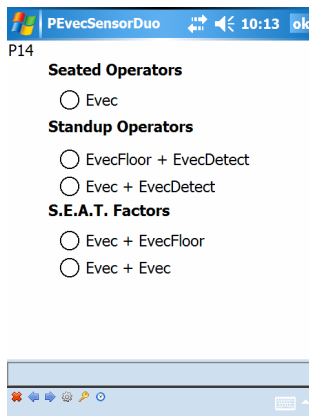 PEvecSensorDuo 10:13 ok
P14
Seated Operators
Evec
Standup Operators
EvecFloor + EvecDetect
Evec + EvecDetect
S.E.A.T. Factors
Evec + EvecFloor
Evec + Evec